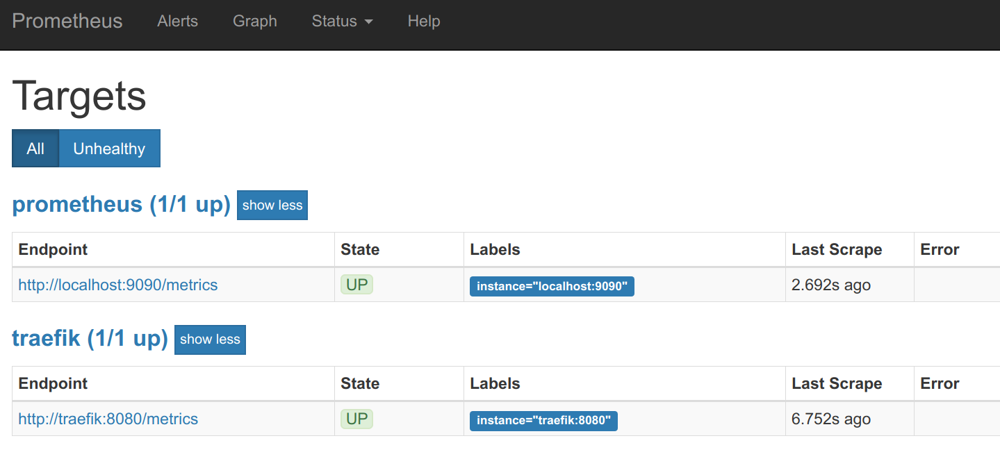 Prometheus Alerts Graph Status Help
Targets
All Unhealthy
prometheus (1/1 up) show less
Endpoint State Labels Last Scrape Error
http://localhost:9090/metrics UP instance="localhost:9090" 2.692s ago
traefik (1/1 up) show less
Endpoint State Labels Last Scrape Error
http://traefik:8080/metrics UP instance="traefik:8080" 6.752s ago